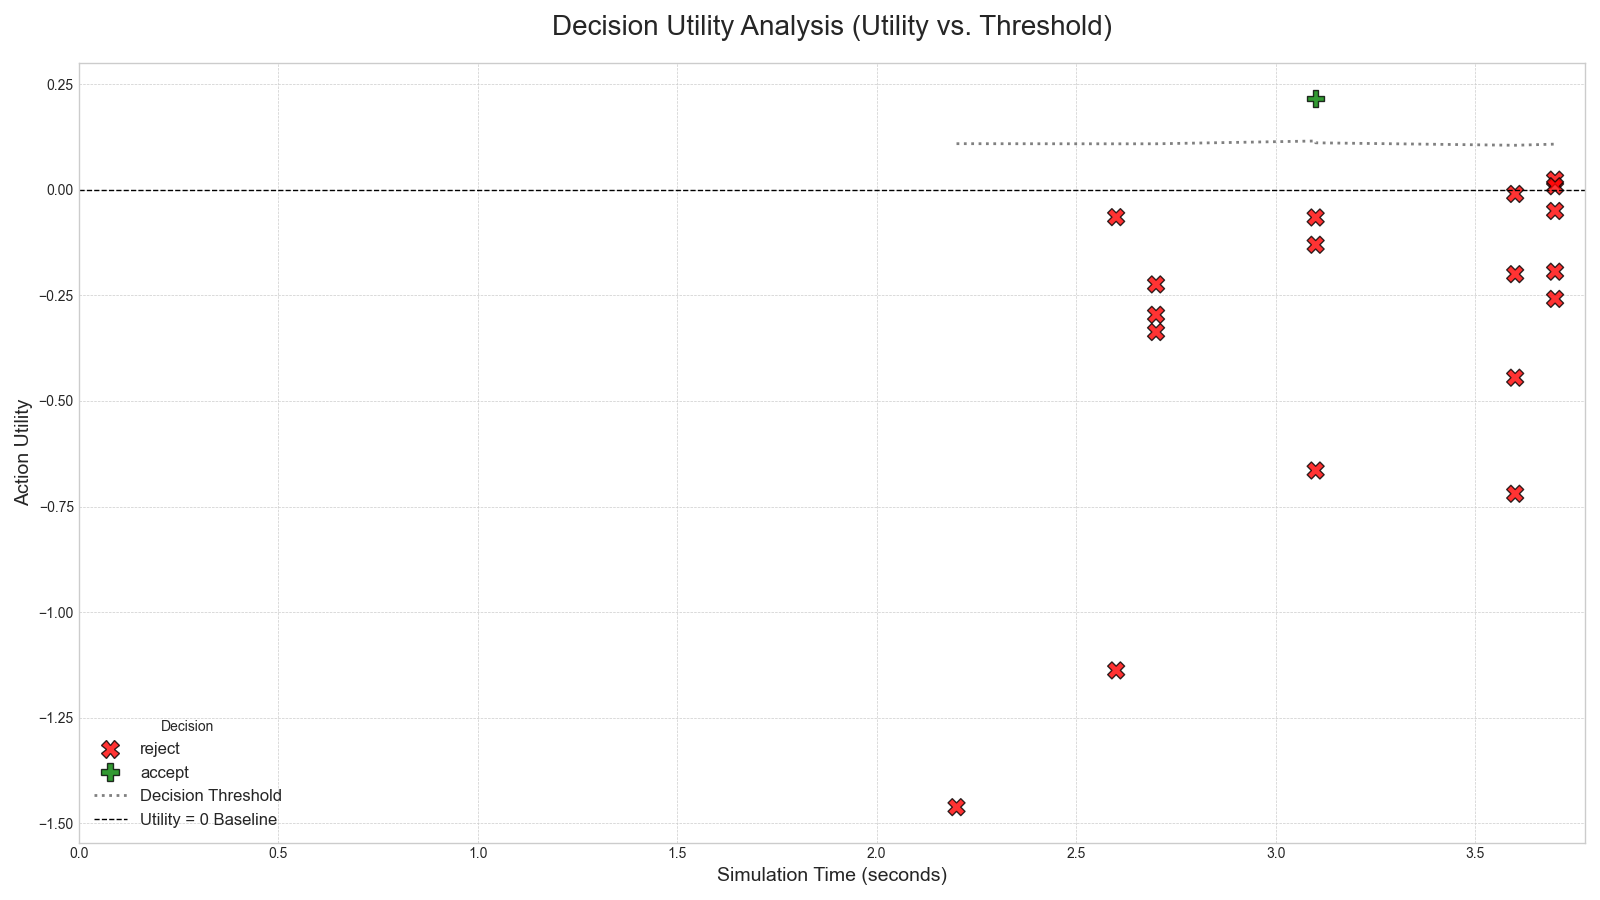 Decision Utility Analysis (Utility vs. Threshold)
Action Utility
0.25
0.00
−0.25
−0.50
−0.75
−1.00
−1.25
−1.50
Decision
reject
accept
Decision Threshold
Utility = 0 Baseline
0.0 0.5 1.0 1.5 2.0 2.5 3.0 3.5
Simulation Time (seconds)